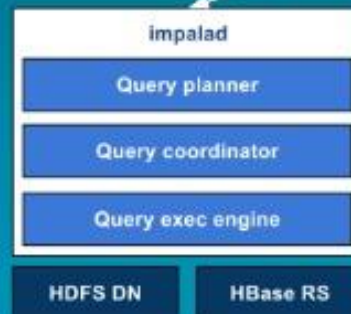 impalad
Query planner
Query coordinator
Query exec engine
HDFS DN
HBase RS